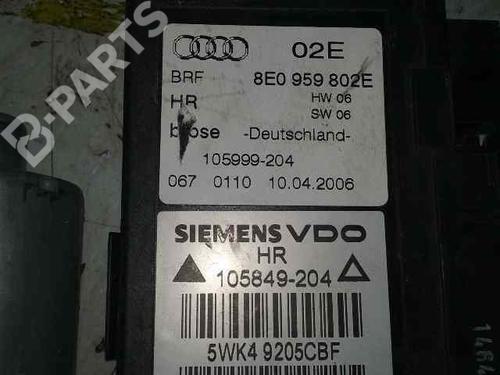 02E
BRF 8E0 959 802E
HR HW 06
SW 06
brose -Deutschland-
105999-204
067 0110 10.04.2006
SIEMENS VDO
HR
105849-204
5WK4 9205CBF
B-PARTS